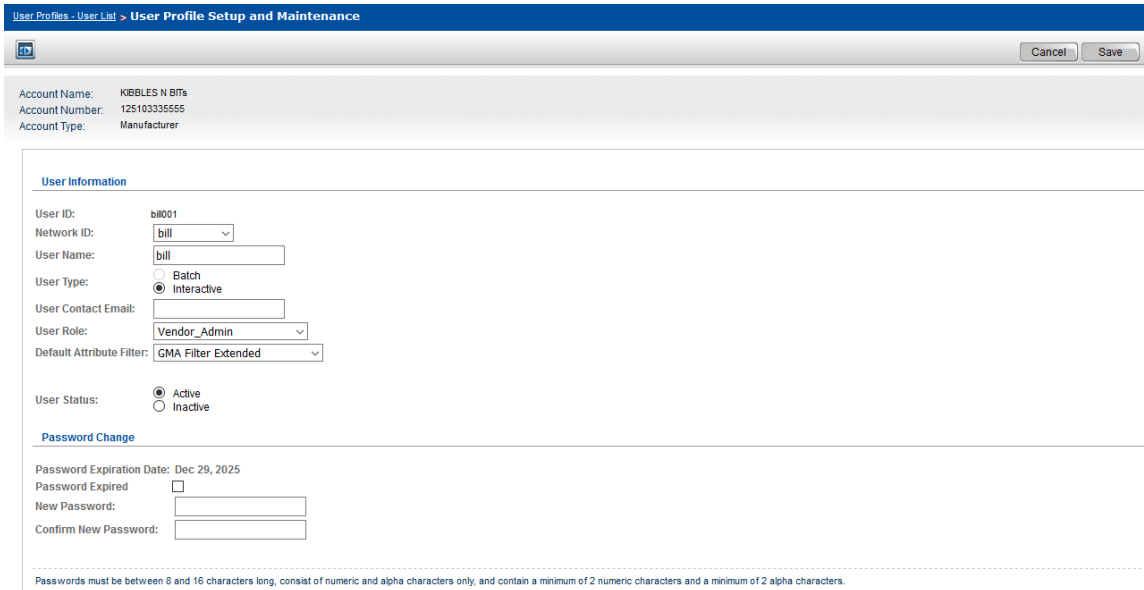 User Profiles - User List > User Profile Setup and Maintenance
Cancel Save
Account Name: KIBBLES N BITs
Account Number: 125103335555
Account Type: Manufacturer
User Information
User ID: bill001
Network ID: bill
User Name: bill
User Type: Batch
Interactive
User Contact Email:
User Role: Vendor_Admin
Default Attribute Filter: GMA Filter Extended
User Status: Active
Inactive
Password Change
Password Expiration Date: Dec 29, 2025
Password Expired
New Password:
Confirm New Password:
Passwords must be between 8 and 16 characters long, consist of numeric and alpha characters only, and contain a minimum of 2 numeric characters and a minimum of 2 alpha characters.